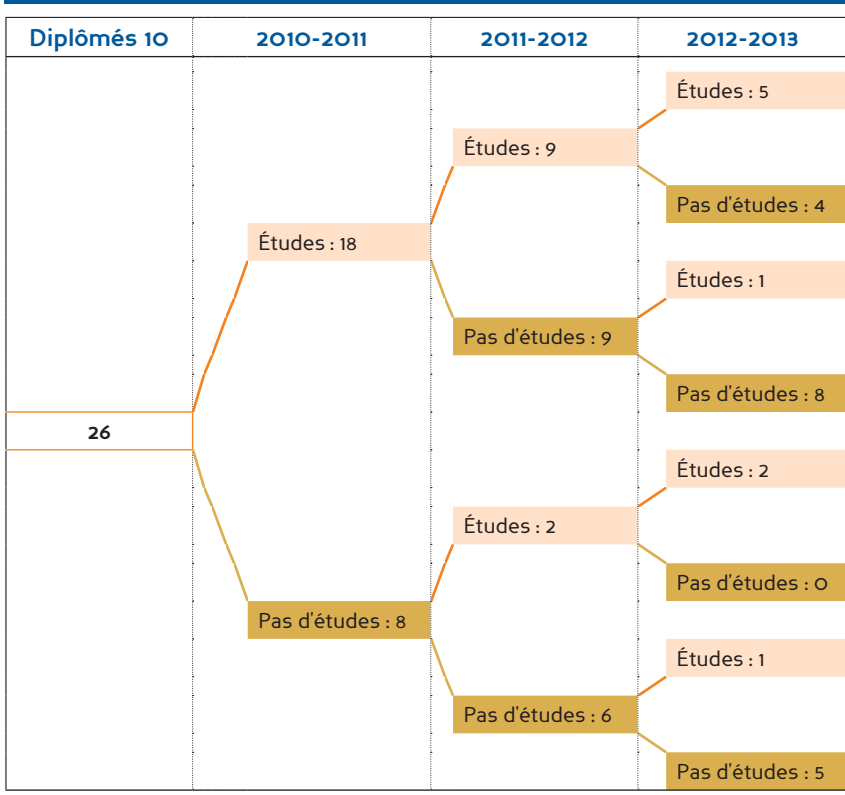 Diplômés 10 2010-2011 2011-2012 2012-2013
Études : 5
Études : 9
Pas d'études : 4
Études : 18
Études : 1
Pas d'études : 9
Pas d'études : 8
26
Études : 2
Études : 2
Pas d'études : 0
Pas d'études : 8
Études : 1
Pas d'études : 6
Pas d'études : 5